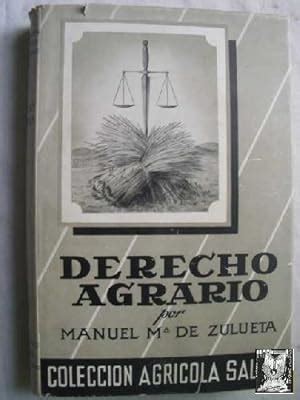 DERECHO
AGRARIO
por
MANUEL Mª DE ZULUETA
COLECCION AGRICOLA SAL